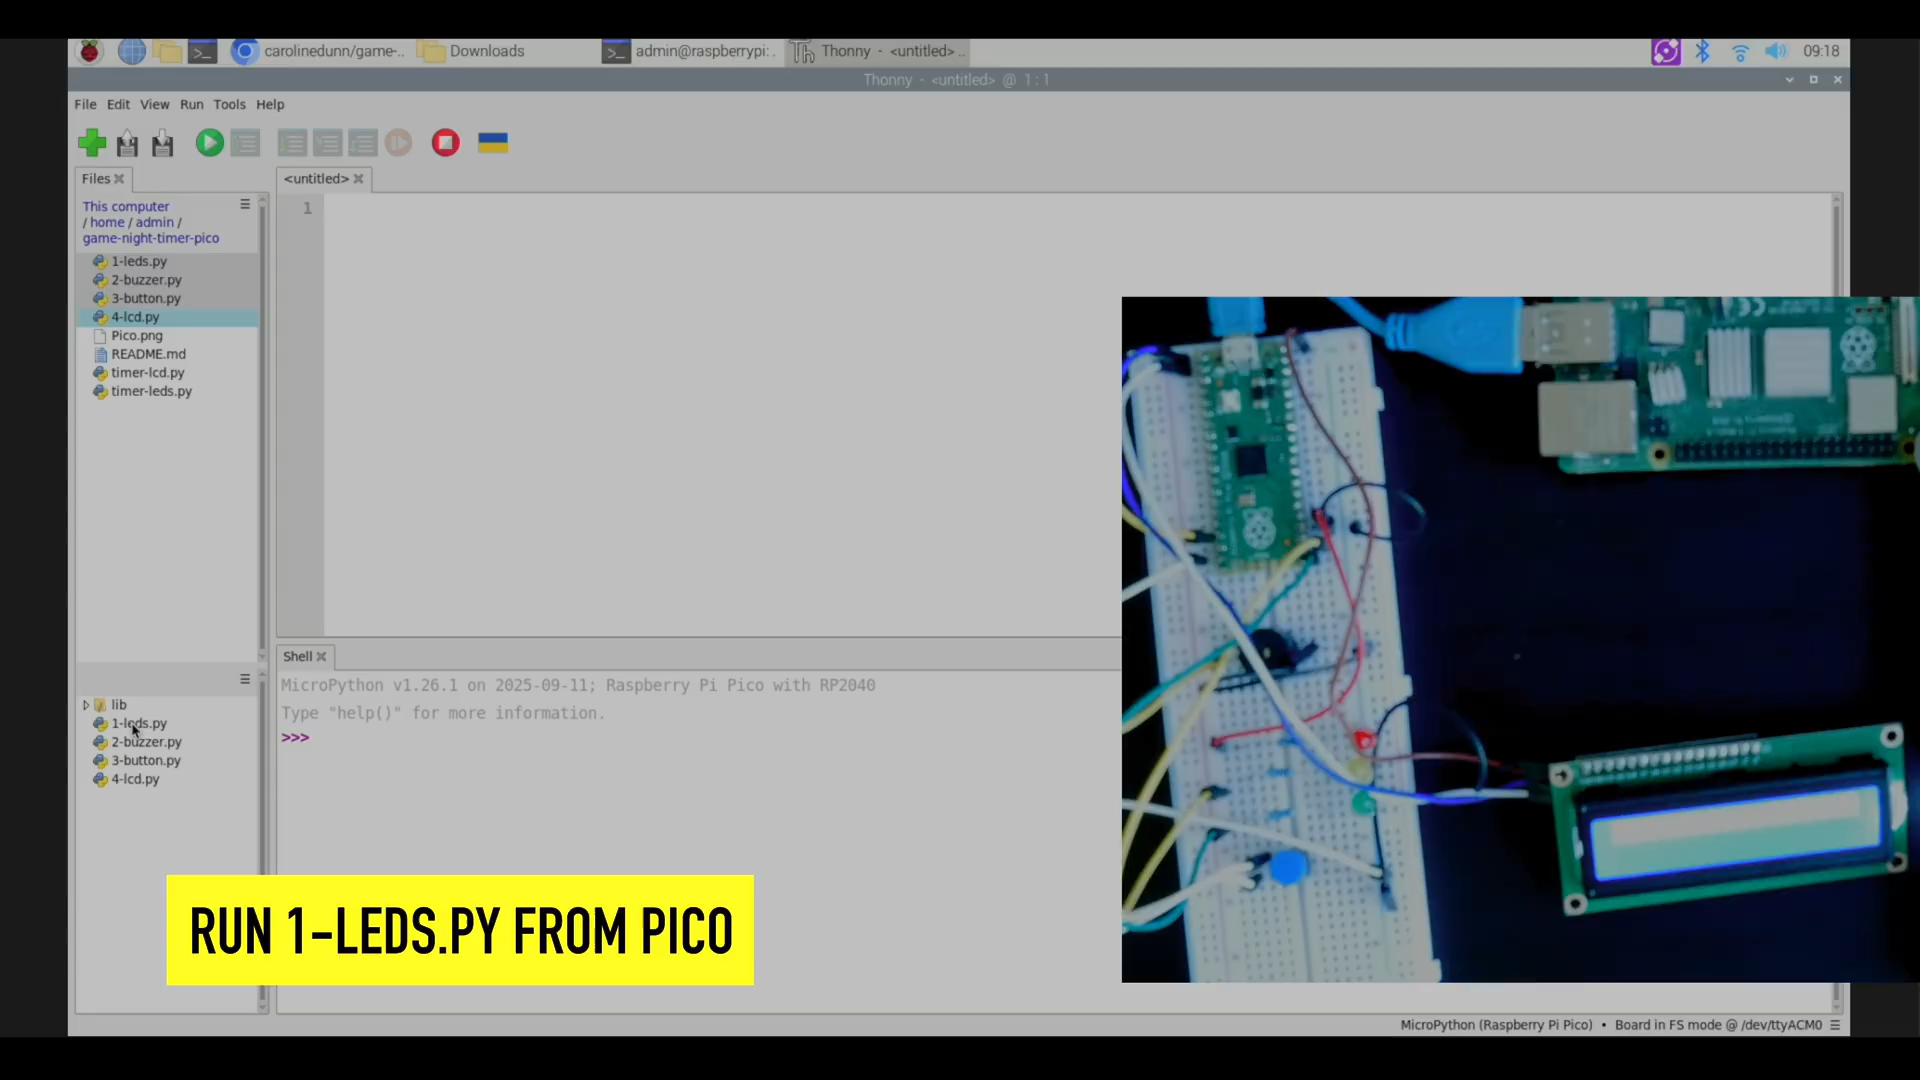 carolinedunn/game-..
Downloads
admin@raspberrypi:.
Thonny - <untitled>..
09:18
Thonny - <untitled> @ 1:1
File Edit View Run Tools Help
Files
<untitled>
This computer
/ home / admin /
game-night-timer-pico
1
1-leds.py
2-buzzer.py
3-button.py
4-lcd.py
Pico.png
README.md
timer-lcd.py
timer-leds.py
Shell
MicroPython v1.26.1 on 2025-09-11; Raspberry Pi Pico with RP2040
Type "help()" for more information.
>>>
lib
1-leds.py
2-buzzer.py
3-button.py
4-lcd.py
RUN 1-LEDS.PY FROM PICO
MicroPython (Raspberry Pi Pico) • Board in FS mode @ /dev/ttyACM0